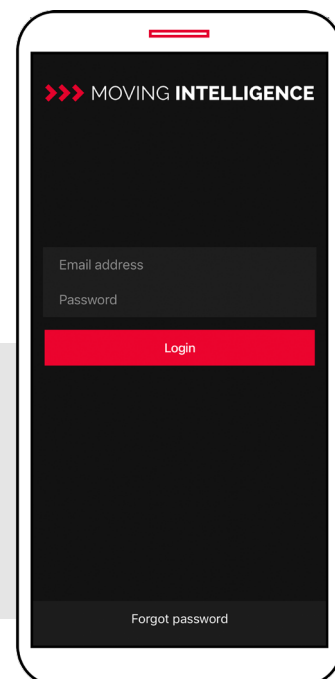 MOVING INTELLIGENCE
Email address
Password
Login
Forgot password